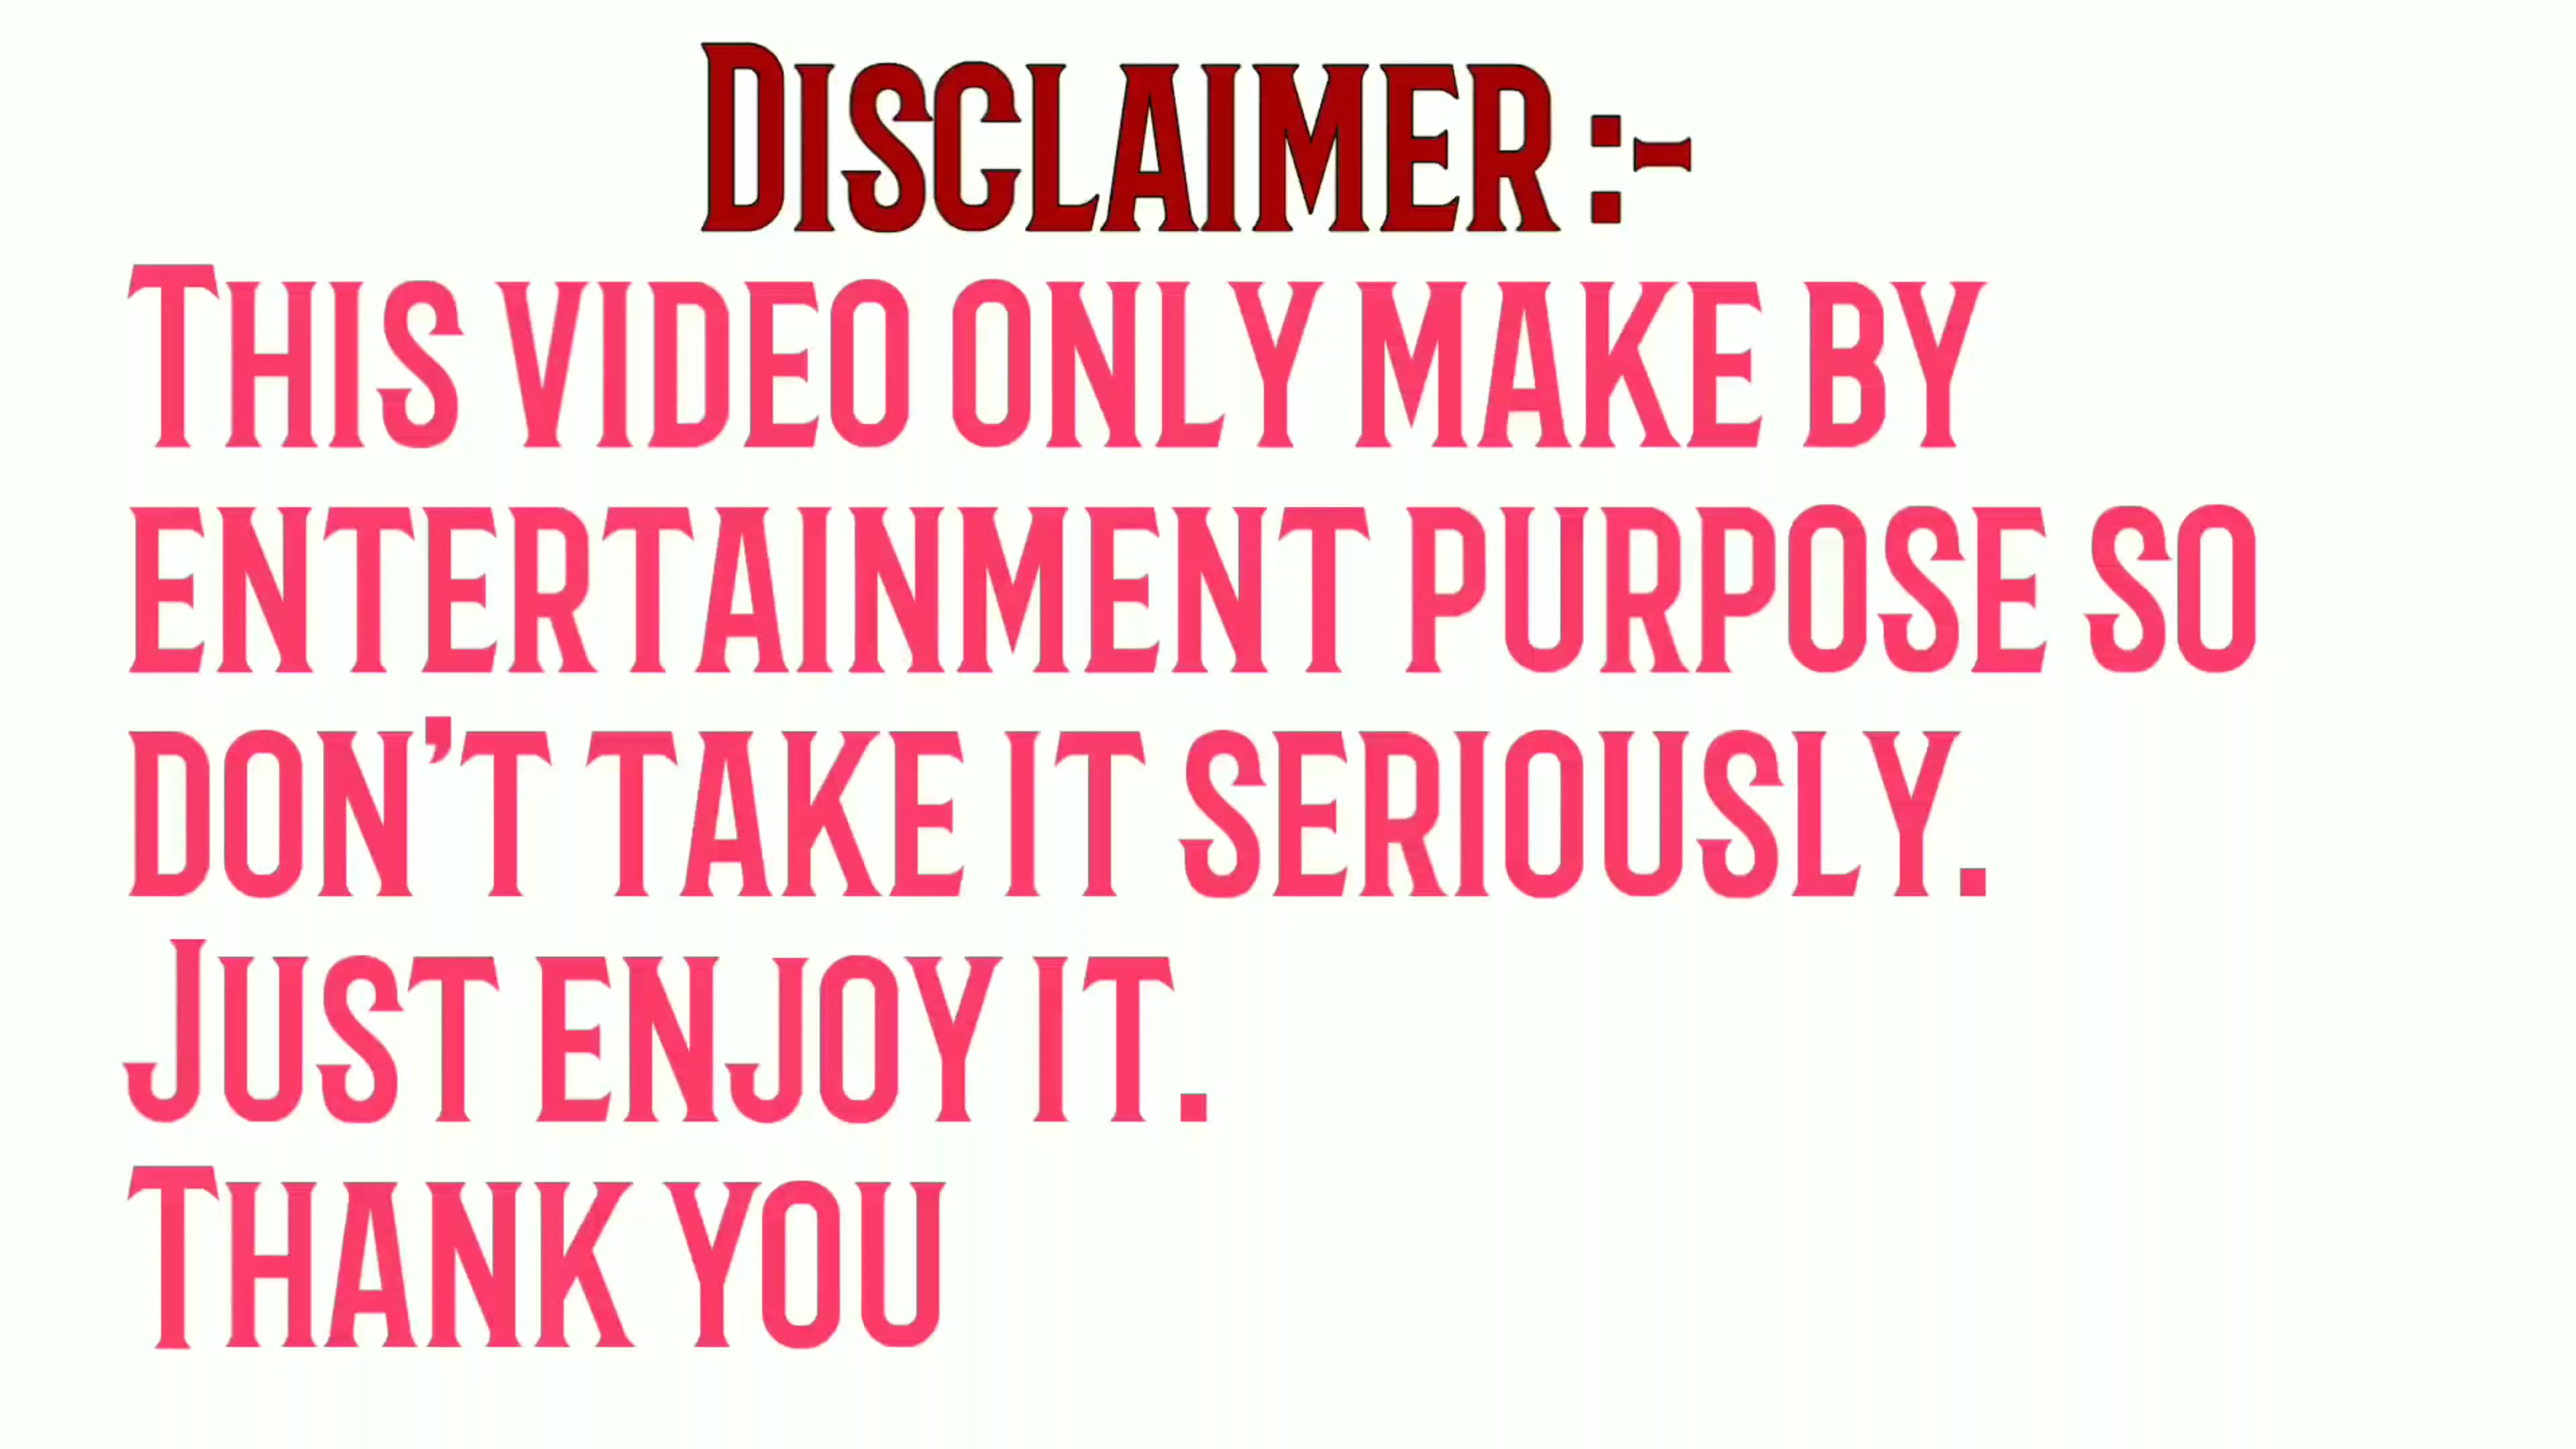 Disclaimer :-
This video only make by
entertainment purpose so
don't take it seriously.
Just enjoy it.
Thank you